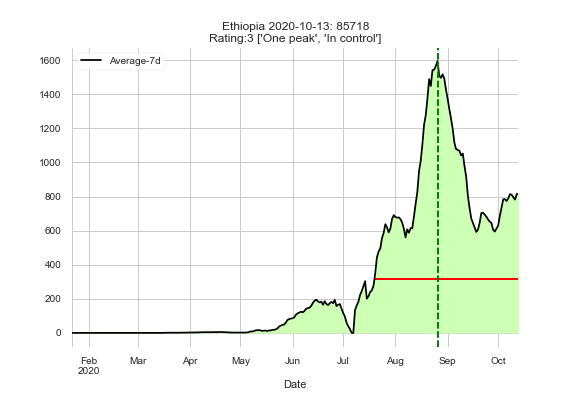 Ethiopia 2020-10-13: 85718
Rating:3 ['One peak', 'In control']
Average-7d
1600
1400
1200
1000
800
600
400
200
0
Feb Mar Apr May Jun Jul Aug Sep Oct
2020
Date